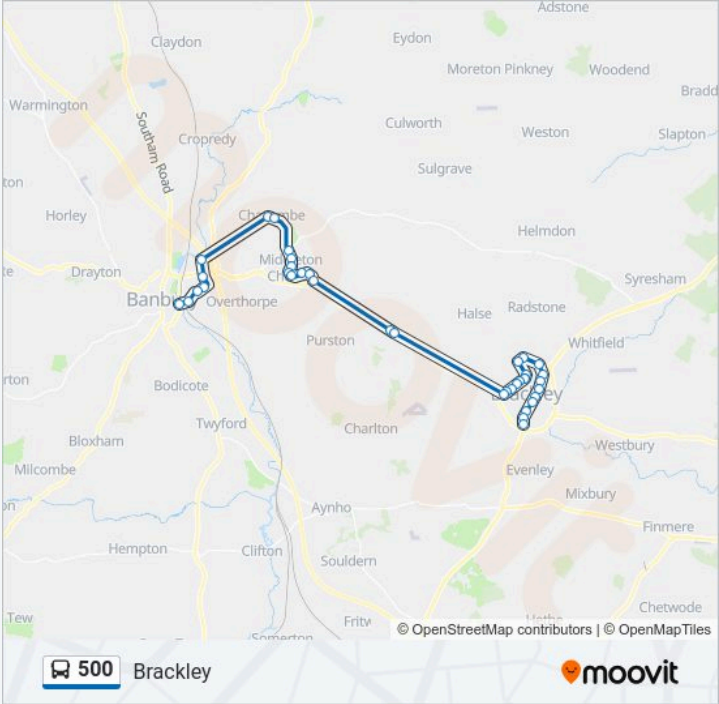 Adstone
Claydon
Eydon
Moreton Pinkney
Woodend
Warmington
Southam Road
Culworth
Weston
Slapton
Cropredy
Sulgrave
Horley
Helmdon
Drayton
Syresham
Overthorpe
Halse
Radstone
Purston
Whitfield
Bodicote
Twyford
Charlton
Bloxham
Westbury
Milcombe
Evenley
Mixbury
Aynho
Finmere
Hempton
Clifton
Souldern
Chetwode
Tew
Somerton
© OpenStreetMap contributors | © OpenMapTiles
500 Brackley
moovit